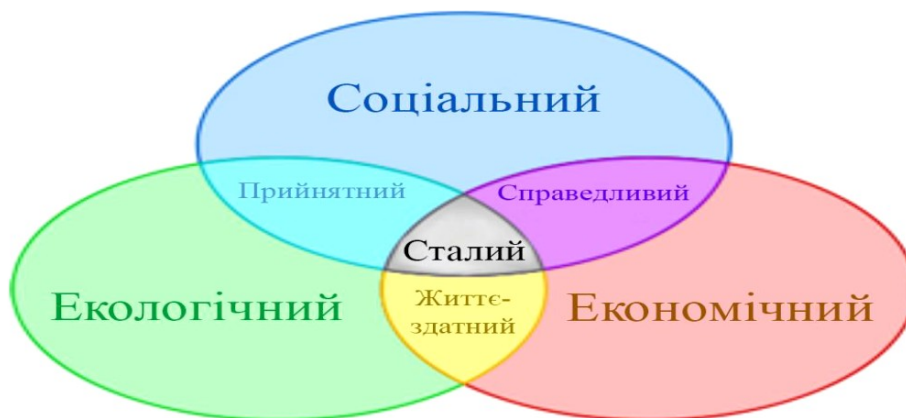 Соціальний
Прийнятний
Справедливий
Сталий
Екологічний
Життє-
здатний
Економічний